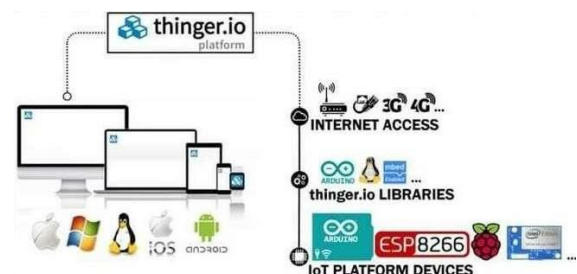 thinger.io
platform
3G 4G...
INTERNET ACCESS
ARDUINO
mbed
Enabled
...
thinger.io LIBRARIES
iOS
ANDROID
ARDUINO
ESP8266
...
IoT PLATFORM DEVICES